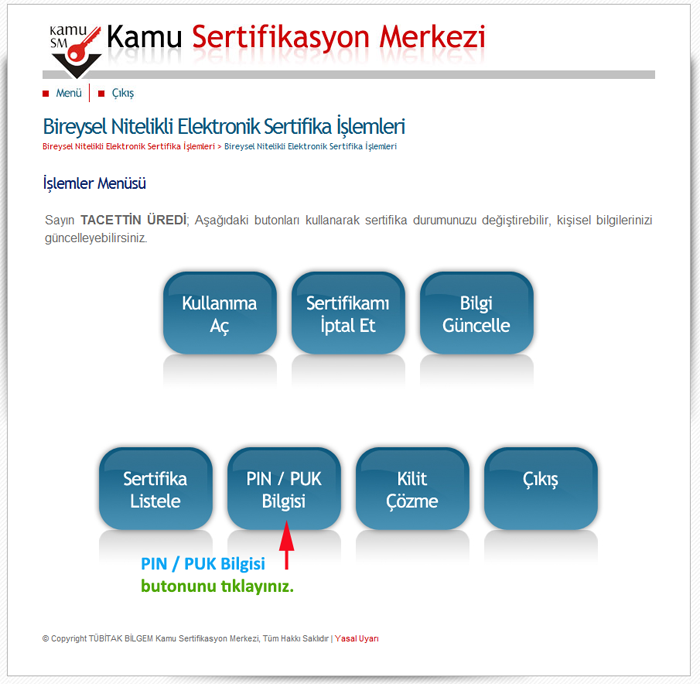 kamu
SM
Kamu Sertifikasyon Merkezi
Menü
Çıkış
Bireysel Nitelikli Elektronik Sertifika İşlemleri
Bireysel Nitelikli Elektronik Sertifika İşlemleri > Bireysel Nitelikli Elektronik Sertifika İşlemleri
İşlemler Menüsü
Sayın TACETTİN ÜREDİ; Aşağıdaki butonları kullanarak sertifika durumunuzu değiştirebilir, kişisel bilgilerinizi
güncelleyebilirsiniz.
Kullanıma
Aç
Sertifikamı
İptal Et
Bilgi
Güncelle
Sertifika
Listele
PIN / PUK
Bilgisi
Kilit
Çözme
Çıkış
PIN / PUK Bilgisi
butonunu tıklayınız.
© Copyright TÜBİTAK BİLGEM Kamu Sertifikasyon Merkezi, Tüm Hakkı Saklıdır | Yasal Uyarı